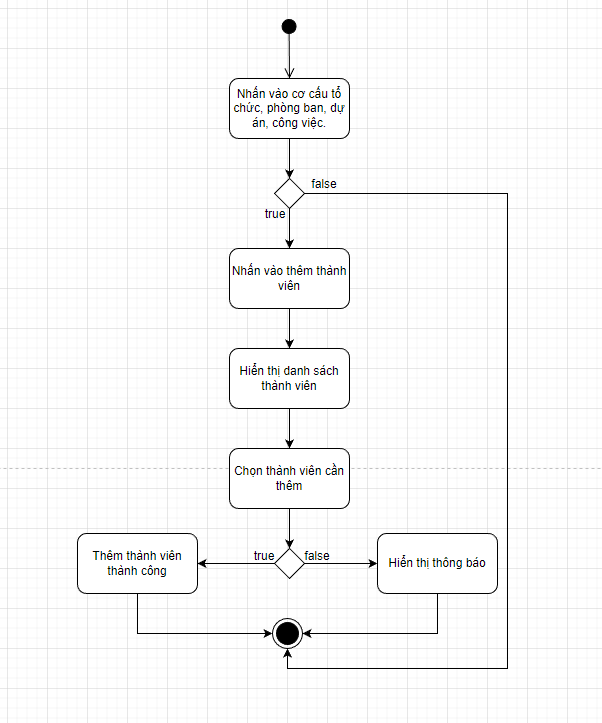 Nhấn vào cơ cấu tổ
chức, phòng ban, dự
án, công việc.
false
true
Nhấn vào thêm thành
viên
Hiển thị danh sách
thành viên
Chọn thành viên cần
thêm
true
false
Thêm thành viên
thành công
Hiển thị thông báo